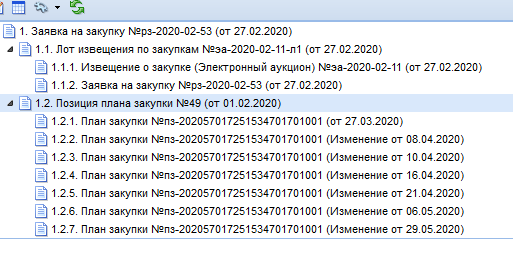 1. Заявка на закупку №рз-2020-02-53 (от 27.02.2020)
1.1. Лот извещения по закупкам №эа-2020-02-11-л1 (от 27.02.2020)
1.1.1. Извещение о закупке (Электронный аукцион) №эа-2020-02-11 (от 27.02.2020)
1.1.2. Заявка на закупку №рз-2020-02-53 (от 27.02.2020)
1.2. Позиция плана закупки №49 (от 01.02.2020)
1.2.1. План закупки №пз-202057017251534701701001 (от 27.03.2020)
1.2.2. План закупки №пз-202057017251534701701001 (Изменение от 08.04.2020)
1.2.3. План закупки №пз-202057017251534701701001 (Изменение от 10.04.2020)
1.2.4. План закупки №пз-202057017251534701701001 (Изменение от 16.04.2020)
1.2.5. План закупки №пз-202057017251534701701001 (Изменение от 21.04.2020)
1.2.6. План закупки №пз-202057017251534701701001 (Изменение от 06.05.2020)
1.2.7. План закупки №пз-202057017251534701701001 (Изменение от 29.05.2020)